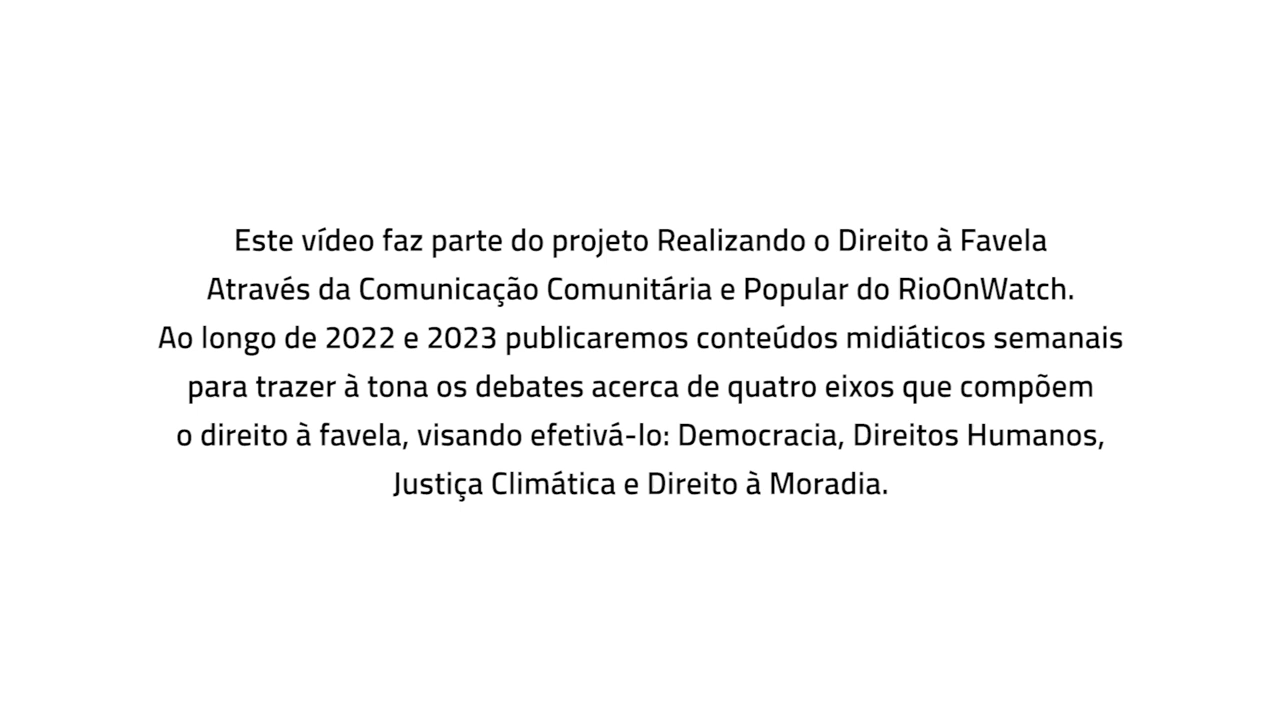 Este vídeo faz parte do projeto Realizando o Direito à Favela
Através da Comunicação Comunitária e Popular do RioOnWatch.
Ao longo de 2022 e 2023 publicaremos conteúdos midiáticos semanais
para trazer à tona os debates acerca de quatro eixos que compõem
o direito à favela, visando efetivá-lo: Democracia, Direitos Humanos,
Justiça Climática e Direito à Moradia.